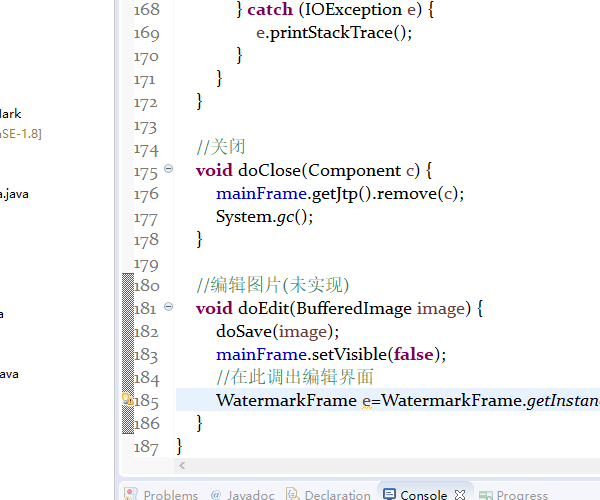 168 } catch (IOException e) {
169 e.printStackTrace();
170 }
171 }
172 }
173
174 //关闭
175 void doClose(Component c) {
176 mainFrame.getJtp().remove(c);
177 System.gc();
178 }
179
180 //编辑图片(未实现)
181 void doEdit(BufferedImage image) {
182 doSave(image);
183 mainFrame.setVisible(false);
184 //在此调出编辑界面
185 WatermarkFrame e=WatermarkFrame.getInstan
186 }
187 }
Mark
SE-1.8]
a.java
a
ava
Problems @ Javadoc Declaration Console Progress